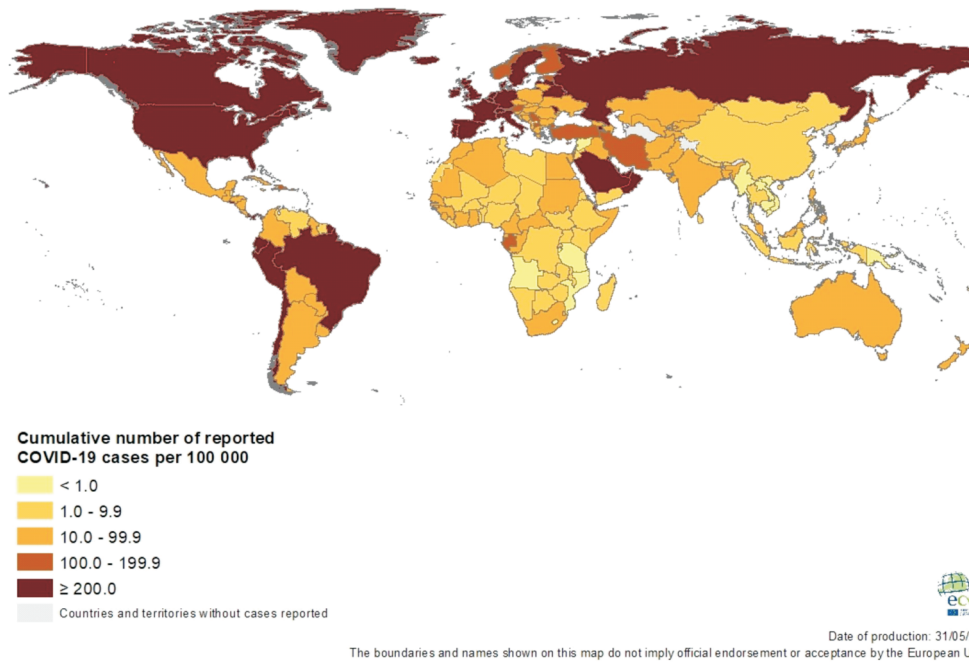 Cumulative number of reported
COVID-19 cases per 100 000
< 1.0
1.0 - 9.9
10.0 - 99.9
100.0 - 199.9
≥ 200.0
Countries and territories without cases reported
Date of production: 31/05/
The boundaries and names shown on this map do not imply official endorsement or acceptance by the European U